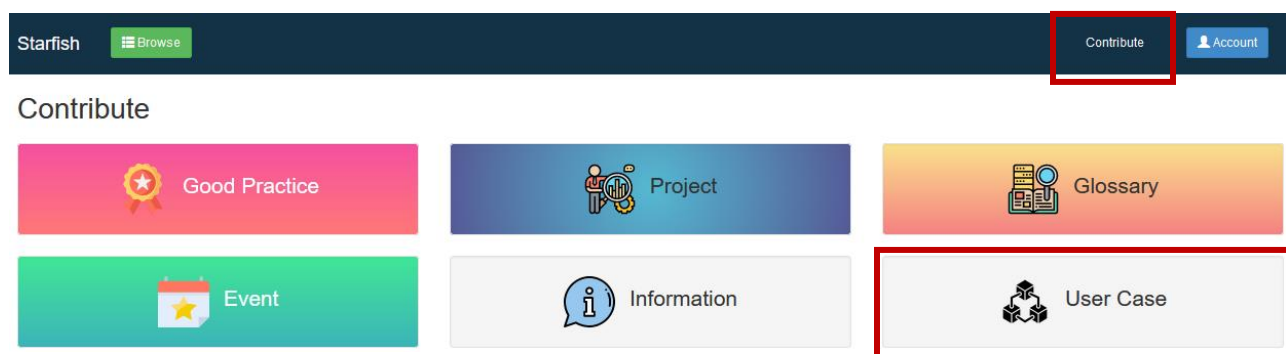 Starfish Browse Contribute Account
Contribute
Good Practice Project Glossary
Event Information User Case